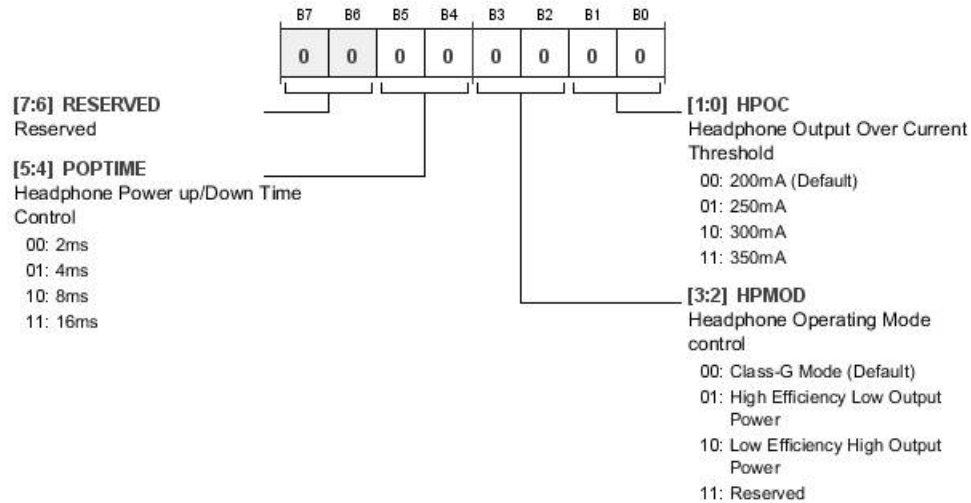 B7 B6 B5 B4 B3 B2 B1 B0
0 0 0 0 0 0 0 0
[7:6] RESERVED
Reserved
[5:4] POPTIME
Headphone Power up/Down Time
Control
00: 2ms
01: 4ms
10: 8ms
11: 16ms
[1:0] HPOC
Headphone Output Over Current
Threshold
00: 200mA (Default)
01: 250mA
10: 300mA
11: 350mA
[3:2] HPMOD
Headphone Operating Mode
control
00: Class-G Mode (Default)
01: High Efficiency Low Output
Power
10: Low Efficiency High Output
Power
11: Reserved